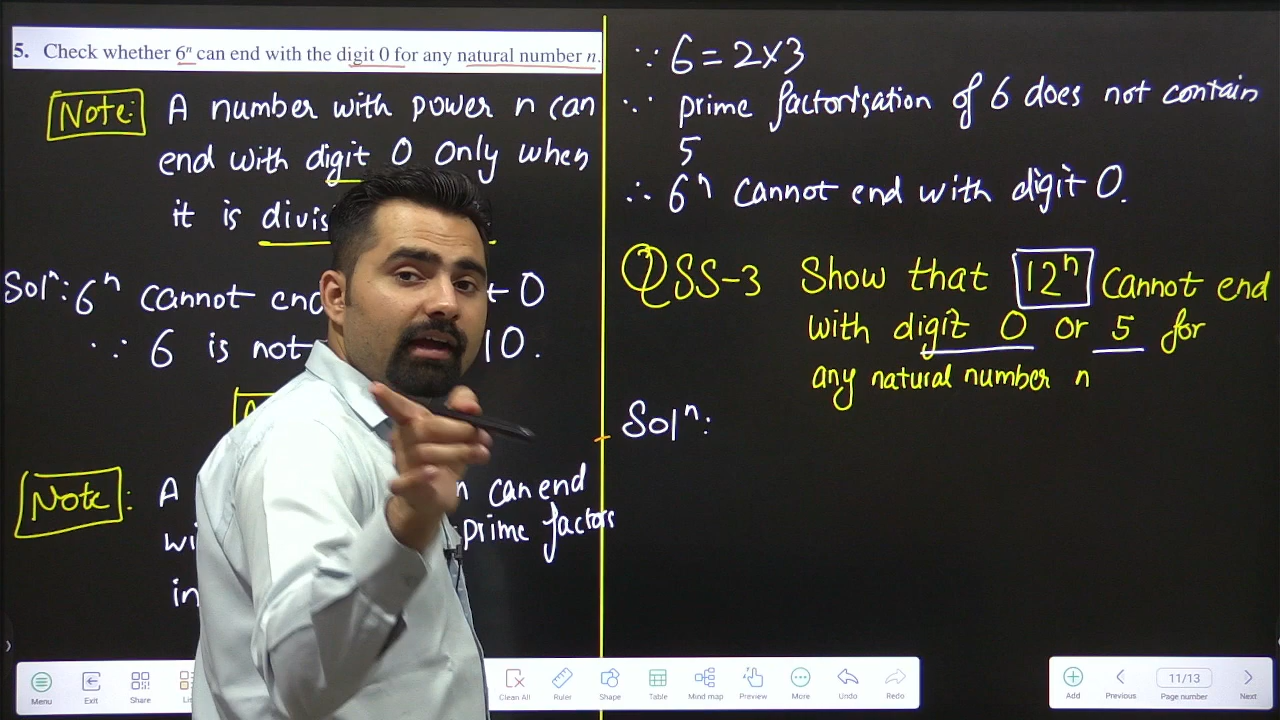 5. Check whether 6ⁿ can end with the digit 0 for any natural number n.
Note: A number with power n can
end with digit 0 only when
it is divis
Solⁿ: 6ⁿ cannot end 0
∵ 6 is not 10.
Note: A n can end
prime factors
in
∵ 6 = 2×3
∵ prime factorisation of 6 does not contain
5
∴ 6ⁿ cannot end with digit 0.
QSS-3 Show that 12ⁿ cannot end
with digit 0 or 5 for
any natural number n
Solⁿ:
Exit Share Clean All Ruler Shape Table Mind map Preview More Undo Redo
Add Previous 11/13 Page number Next